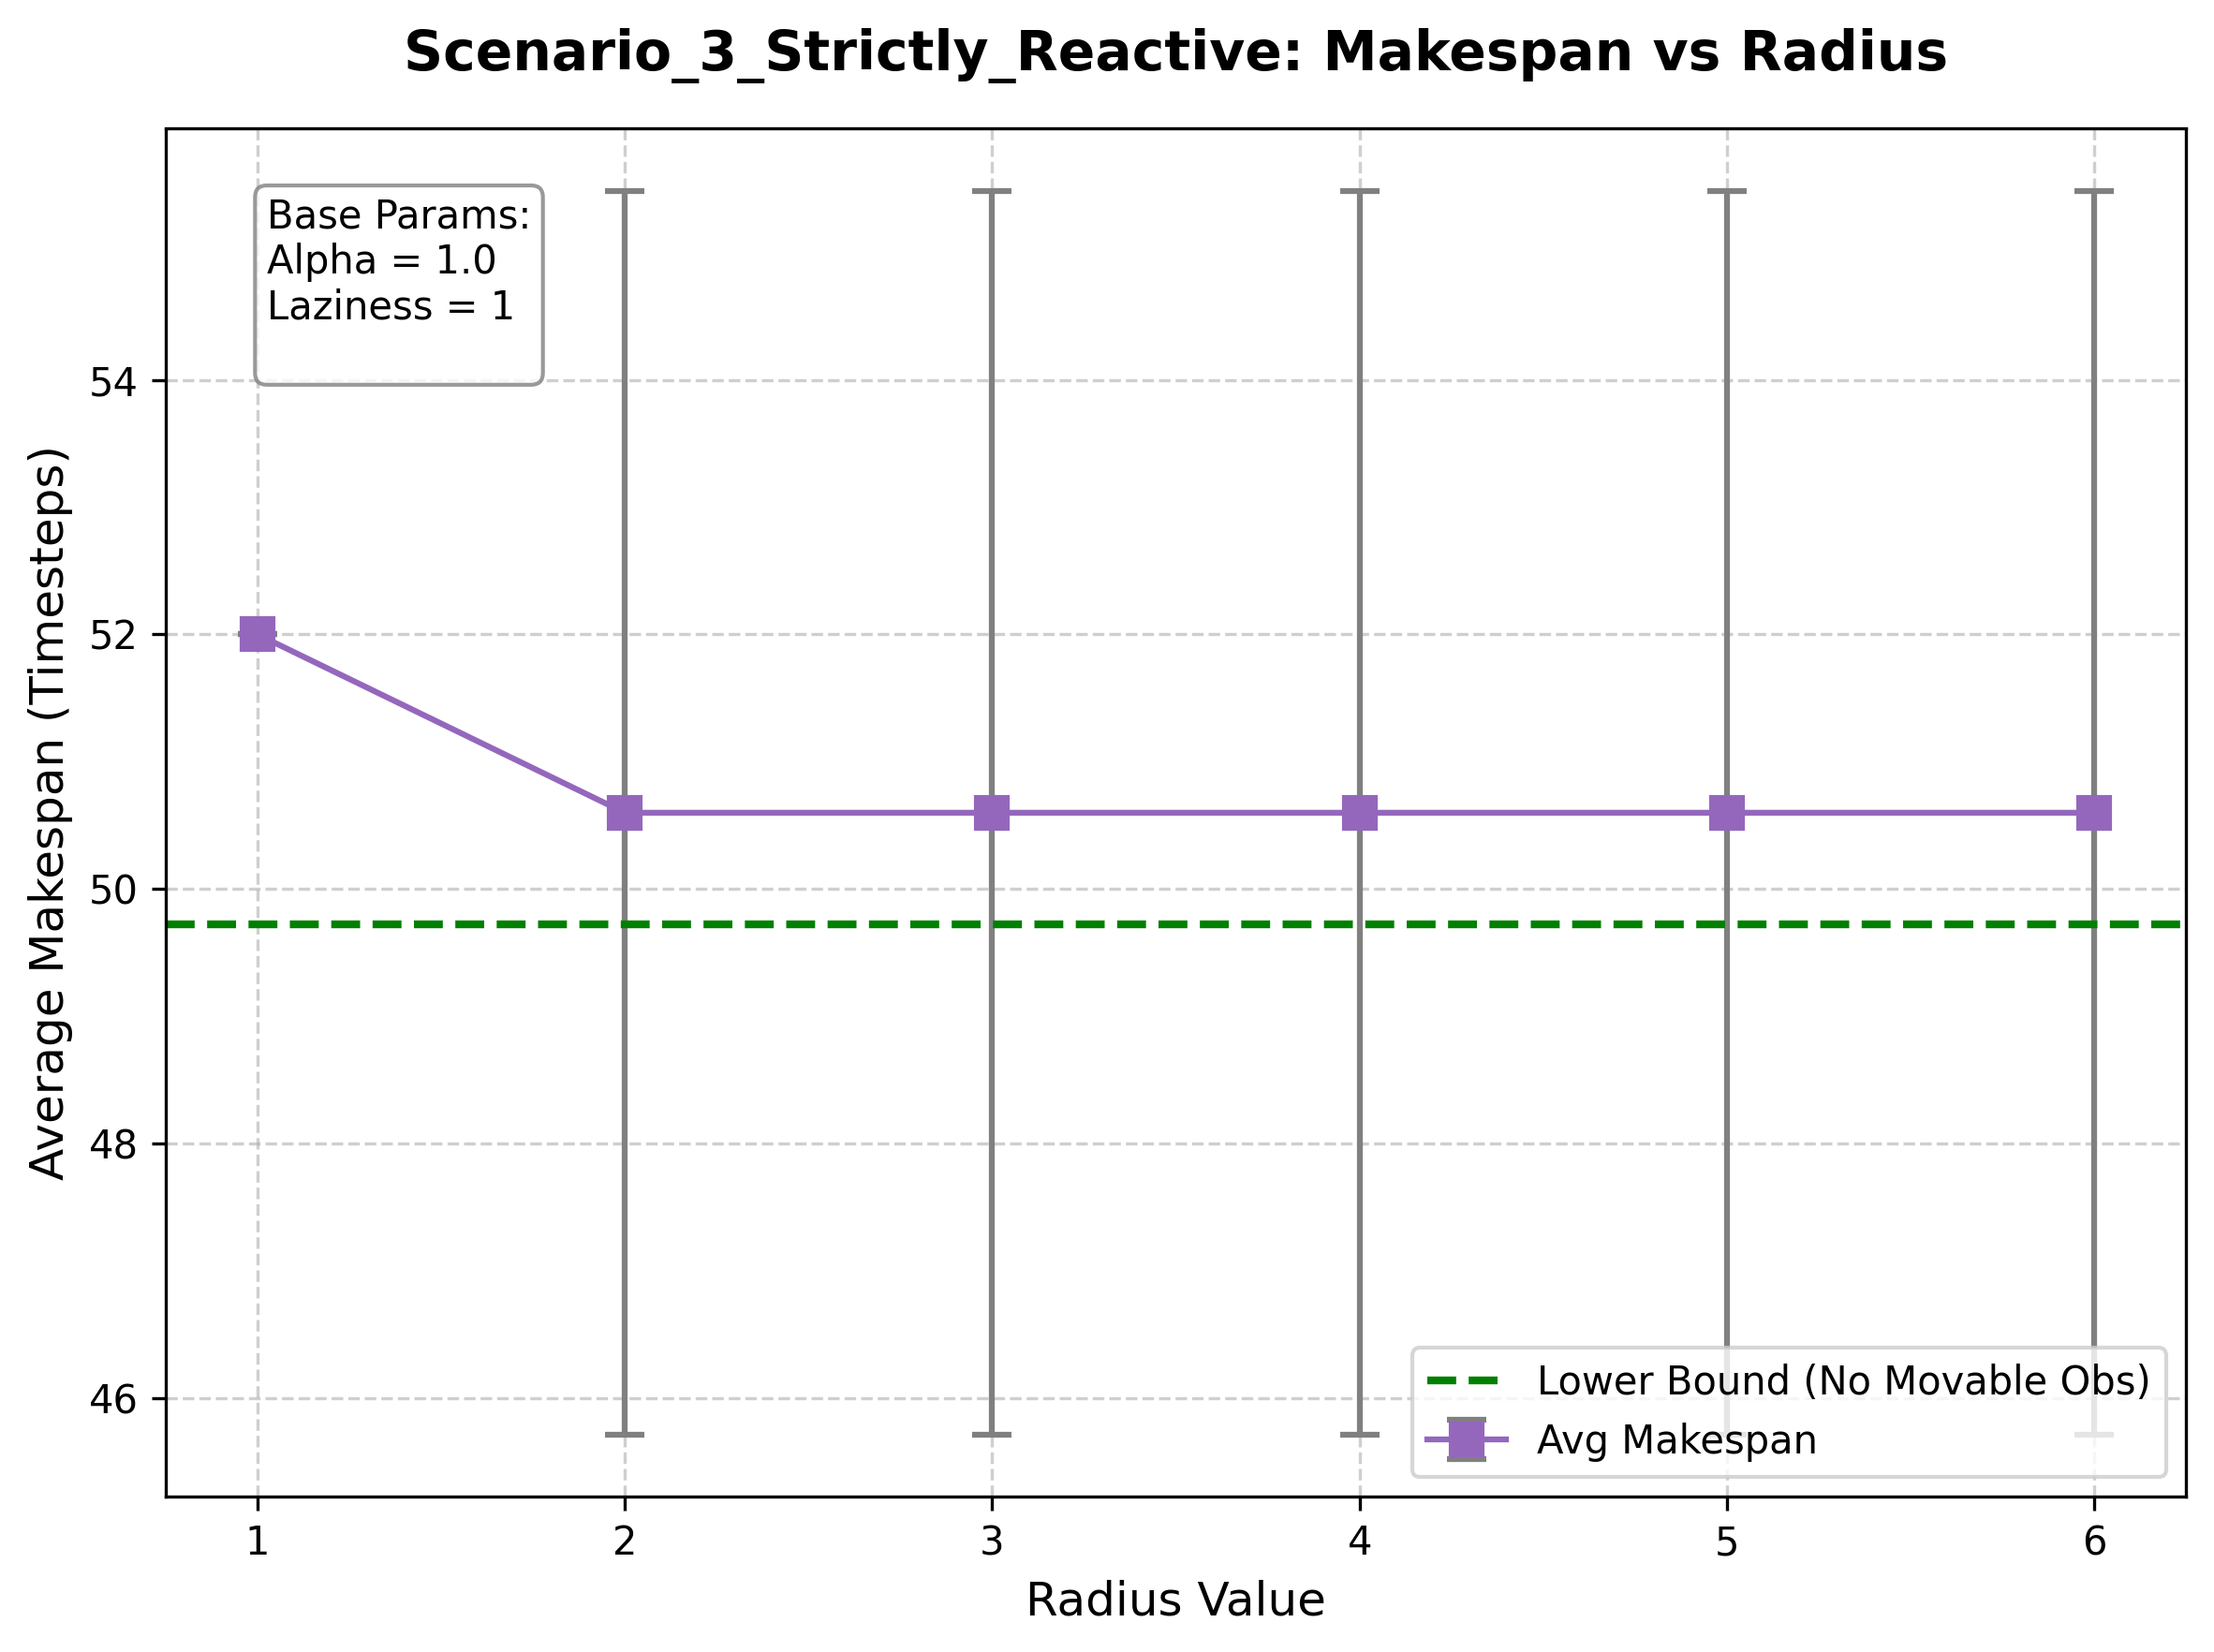 Scenario_3_Strictly_Reactive: Makespan vs Radius
Base Params:
Alpha = 1.0
Laziness = 1
Average Makespan (Timesteps)
54
52
50
48
46
Lower Bound (No Movable Obs)
Avg Makespan
1 2 3 4 5 6
Radius Value